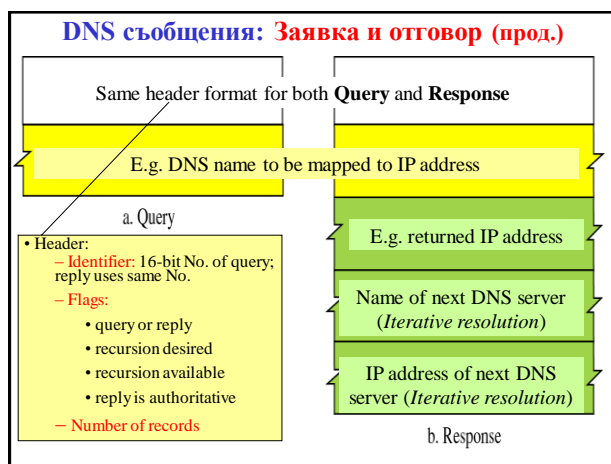 DNS съобщения: Заявка и отговор (прод.)
Same header format for both Query and Response
E.g. DNS name to be mapped to IP address
a. Query
• Header:
– Identifier: 16-bit No. of query;
reply uses same No.
– Flags:
• query or reply
• recursion desired
• recursion available
• reply is authoritative
– Number of records
E.g. returned IP address
Name of next DNS server
(Iterative resolution)
IP address of next DNS
server (Iterative resolution)
b. Response